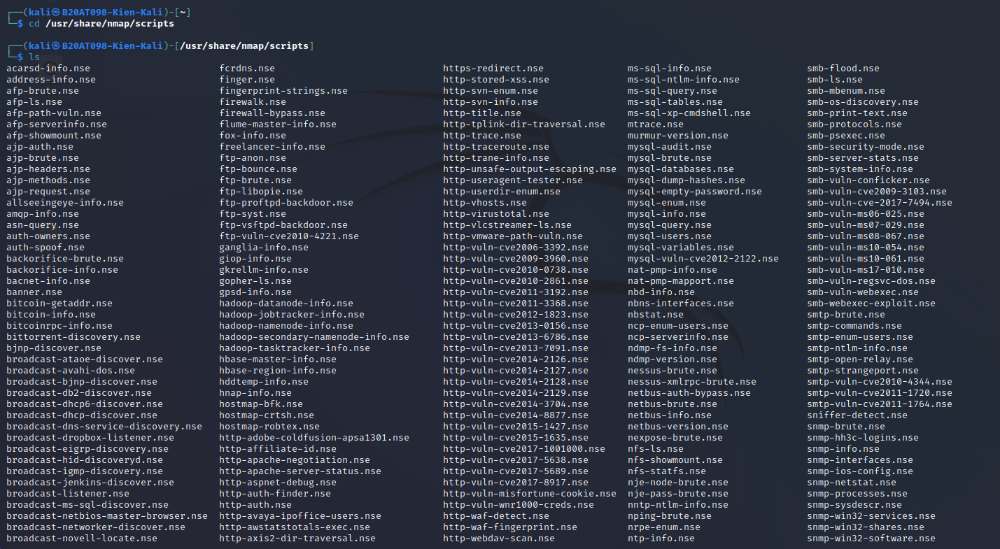 ┌──(kali㉿B20AT098-Kien-Kali)-[~]
└─$ cd /usr/share/nmap/scripts
┌──(kali㉿B20AT098-Kien-Kali)-[/usr/share/nmap/scripts]
└─$ ls
acarsd-info.nse fcrdns.nse https-redirect.nse ms-sql-info.nse smb-flood.nse
address-info.nse finger.nse http-stored-xss.nse ms-sql-ntlm-info.nse smb-ls.nse
afp-brute.nse fingerprint-strings.nse http-svn-enum.nse ms-sql-query.nse smb-mbenum.nse
afp-ls.nse firewalk.nse http-svn-info.nse ms-sql-tables.nse smb-os-discovery.nse
afp-path-vuln.nse firewall-bypass.nse http-title.nse ms-sql-xp-cmdshell.nse smb-print-text.nse
afp-serverinfo.nse flume-master-info.nse http-tplink-dir-traversal.nse mtrace.nse smb-protocols.nse
afp-showmount.nse fox-info.nse http-trace.nse murmur-version.nse smb-psexec.nse
ajp-auth.nse freelancer-info.nse http-traceroute.nse mysql-audit.nse smb-security-mode.nse
ajp-brute.nse ftp-anon.nse http-trane-info.nse mysql-brute.nse smb-server-stats.nse
ajp-headers.nse ftp-bounce.nse http-unsafe-output-escaping.nse mysql-databases.nse smb-system-info.nse
ajp-methods.nse ftp-brute.nse http-useragent-tester.nse mysql-dump-hashes.nse smb-vuln-conficker.nse
ajp-request.nse ftp-libopie.nse http-userdir-enum.nse mysql-empty-password.nse smb-vuln-cve2009-3103.nse
allseeingeye-info.nse ftp-proftpd-backdoor.nse http-vhosts.nse mysql-enum.nse smb-vuln-cve-2017-7494.nse
amqp-info.nse ftp-syst.nse http-virustotal.nse mysql-info.nse smb-vuln-ms06-025.nse
asn-query.nse ftp-vsftpd-backdoor.nse http-vlcstreamer-ls.nse mysql-query.nse smb-vuln-ms07-029.nse
auth-owners.nse ftp-vuln-cve2010-4221.nse http-vmware-path-vuln.nse mysql-users.nse smb-vuln-ms08-067.nse
auth-spoof.nse ganglia-info.nse http-vuln-cve2006-3392.nse mysql-variables.nse smb-vuln-ms10-054.nse
backorifice-brute.nse giop-info.nse http-vuln-cve2009-3960.nse mysql-vuln-cve2012-2122.nse smb-vuln-ms10-061.nse
backorifice-info.nse gkrellm-info.nse http-vuln-cve2010-0738.nse nat-pmp-info.nse smb-vuln-ms17-010.nse
bacnet-info.nse gopher-ls.nse http-vuln-cve2010-2861.nse nat-pmp-mapport.nse smb-vuln-regsvc-dos.nse
banner.nse gpsd-info.nse http-vuln-cve2011-3192.nse nbd-info.nse smb-vuln-webexec.nse
bitcoin-getaddr.nse hadoop-datanode-info.nse http-vuln-cve2011-3368.nse nbns-interfaces.nse smb-webexec-exploit.nse
bitcoin-info.nse hadoop-jobtracker-info.nse http-vuln-cve2012-1823.nse nbstat.nse smtp-brute.nse
bitcoinrpc-info.nse hadoop-namenode-info.nse http-vuln-cve2013-0156.nse ncp-enum-users.nse smtp-commands.nse
bittorrent-discovery.nse hadoop-secondary-namenode-info.nse http-vuln-cve2013-6786.nse ncp-serverinfo.nse smtp-enum-users.nse
bjnp-discover.nse hadoop-tasktracker-info.nse http-vuln-cve2013-7091.nse ndmp-fs-info.nse smtp-ntlm-info.nse
broadcast-ataoe-discover.nse hbase-master-info.nse http-vuln-cve2014-2126.nse ndmp-version.nse smtp-open-relay.nse
broadcast-avahi-dos.nse hbase-region-info.nse http-vuln-cve2014-2127.nse nessus-brute.nse smtp-strangeport.nse
broadcast-bjnp-discover.nse hddtemp-info.nse http-vuln-cve2014-2128.nse nessus-xmlrpc-brute.nse smtp-vuln-cve2010-4344.nse
broadcast-db2-discover.nse hnap-info.nse http-vuln-cve2014-2129.nse netbus-auth-bypass.nse smtp-vuln-cve2011-1720.nse
broadcast-dhcp6-discover.nse hostmap-bfk.nse http-vuln-cve2014-3704.nse netbus-brute.nse smtp-vuln-cve2011-1764.nse
broadcast-dhcp-discover.nse hostmap-crtsh.nse http-vuln-cve2014-8877.nse netbus-info.nse sniffer-detect.nse
broadcast-dns-service-discovery.nse hostmap-robtex.nse http-vuln-cve2015-1427.nse netbus-version.nse snmp-brute.nse
broadcast-dropbox-listener.nse http-adobe-coldfusion-apsa1301.nse http-vuln-cve2015-1635.nse nexpose-brute.nse snmp-hh3c-logins.nse
broadcast-eigrp-discovery.nse http-affiliate-id.nse http-vuln-cve2017-1001000.nse nfs-ls.nse snmp-info.nse
broadcast-hid-discoveryd.nse http-apache-negotiation.nse http-vuln-cve2017-5638.nse nfs-showmount.nse snmp-interfaces.nse
broadcast-igmp-discovery.nse http-apache-server-status.nse http-vuln-cve2017-5689.nse nfs-statfs.nse snmp-ios-config.nse
broadcast-jenkins-discover.nse http-aspnet-debug.nse http-vuln-cve2017-8917.nse nje-node-brute.nse snmp-netstat.nse
broadcast-listener.nse http-auth-finder.nse http-vuln-misfortune-cookie.nse nje-pass-brute.nse snmp-processes.nse
broadcast-ms-sql-discover.nse http-auth.nse http-vuln-wnr1000-creds.nse nntp-ntlm-info.nse snmp-sysdescr.nse
broadcast-netbios-master-browser.nse http-avaya-ipoffice-users.nse http-waf-detect.nse nping-brute.nse snmp-win32-services.nse
broadcast-networker-discover.nse http-awstatstotals-exec.nse http-waf-fingerprint.nse nrpe-enum.nse snmp-win32-shares.nse
broadcast-novell-locate.nse http-axis2-dir-traversal.nse http-webdav-scan.nse ntp-info.nse snmp-win32-software.nse